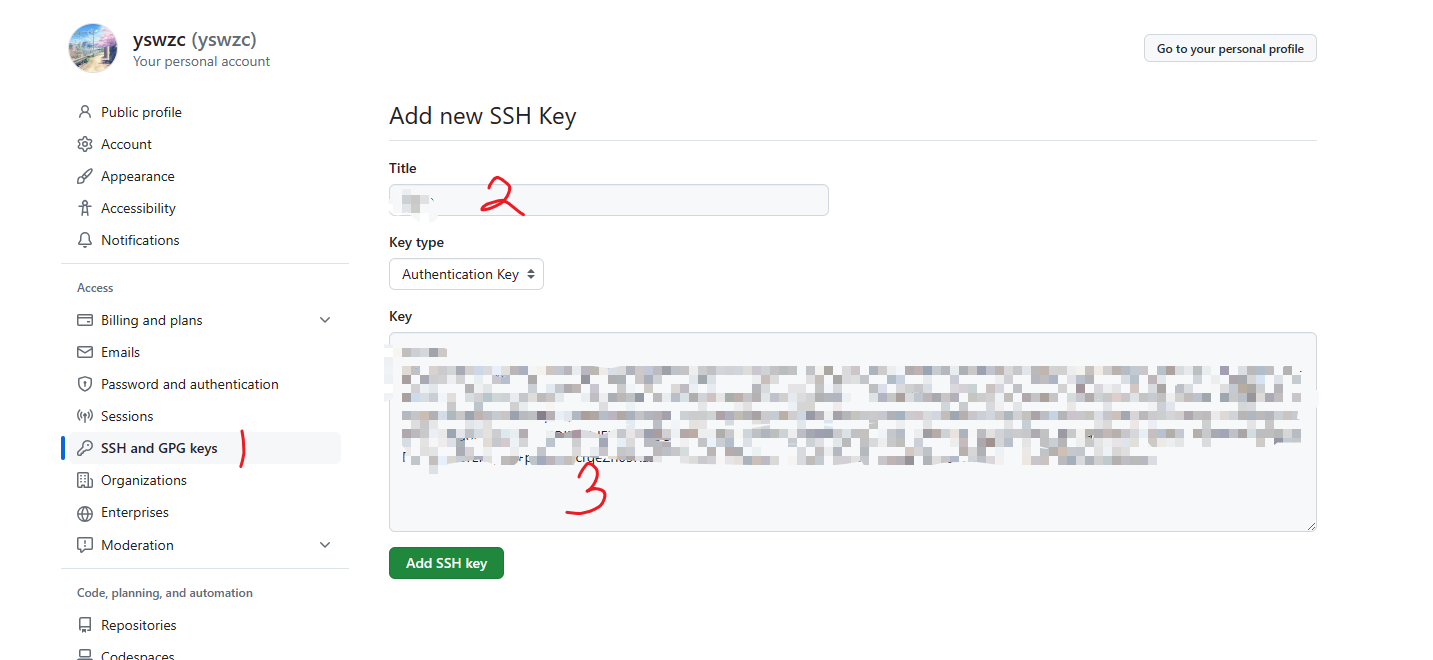 yswzc (yswzc)
Your personal account
Go to your personal profile
Public profile
Account
Appearance
Accessibility
Notifications
Access
Billing and plans
Emails
Password and authentication
Sessions
SSH and GPG keys 1
Organizations
Enterprises
Moderation
Code, planning, and automation
Repositories
Codespaces
Add new SSH Key
Title
2
Key type
Authentication Key
Key
3
Add SSH key